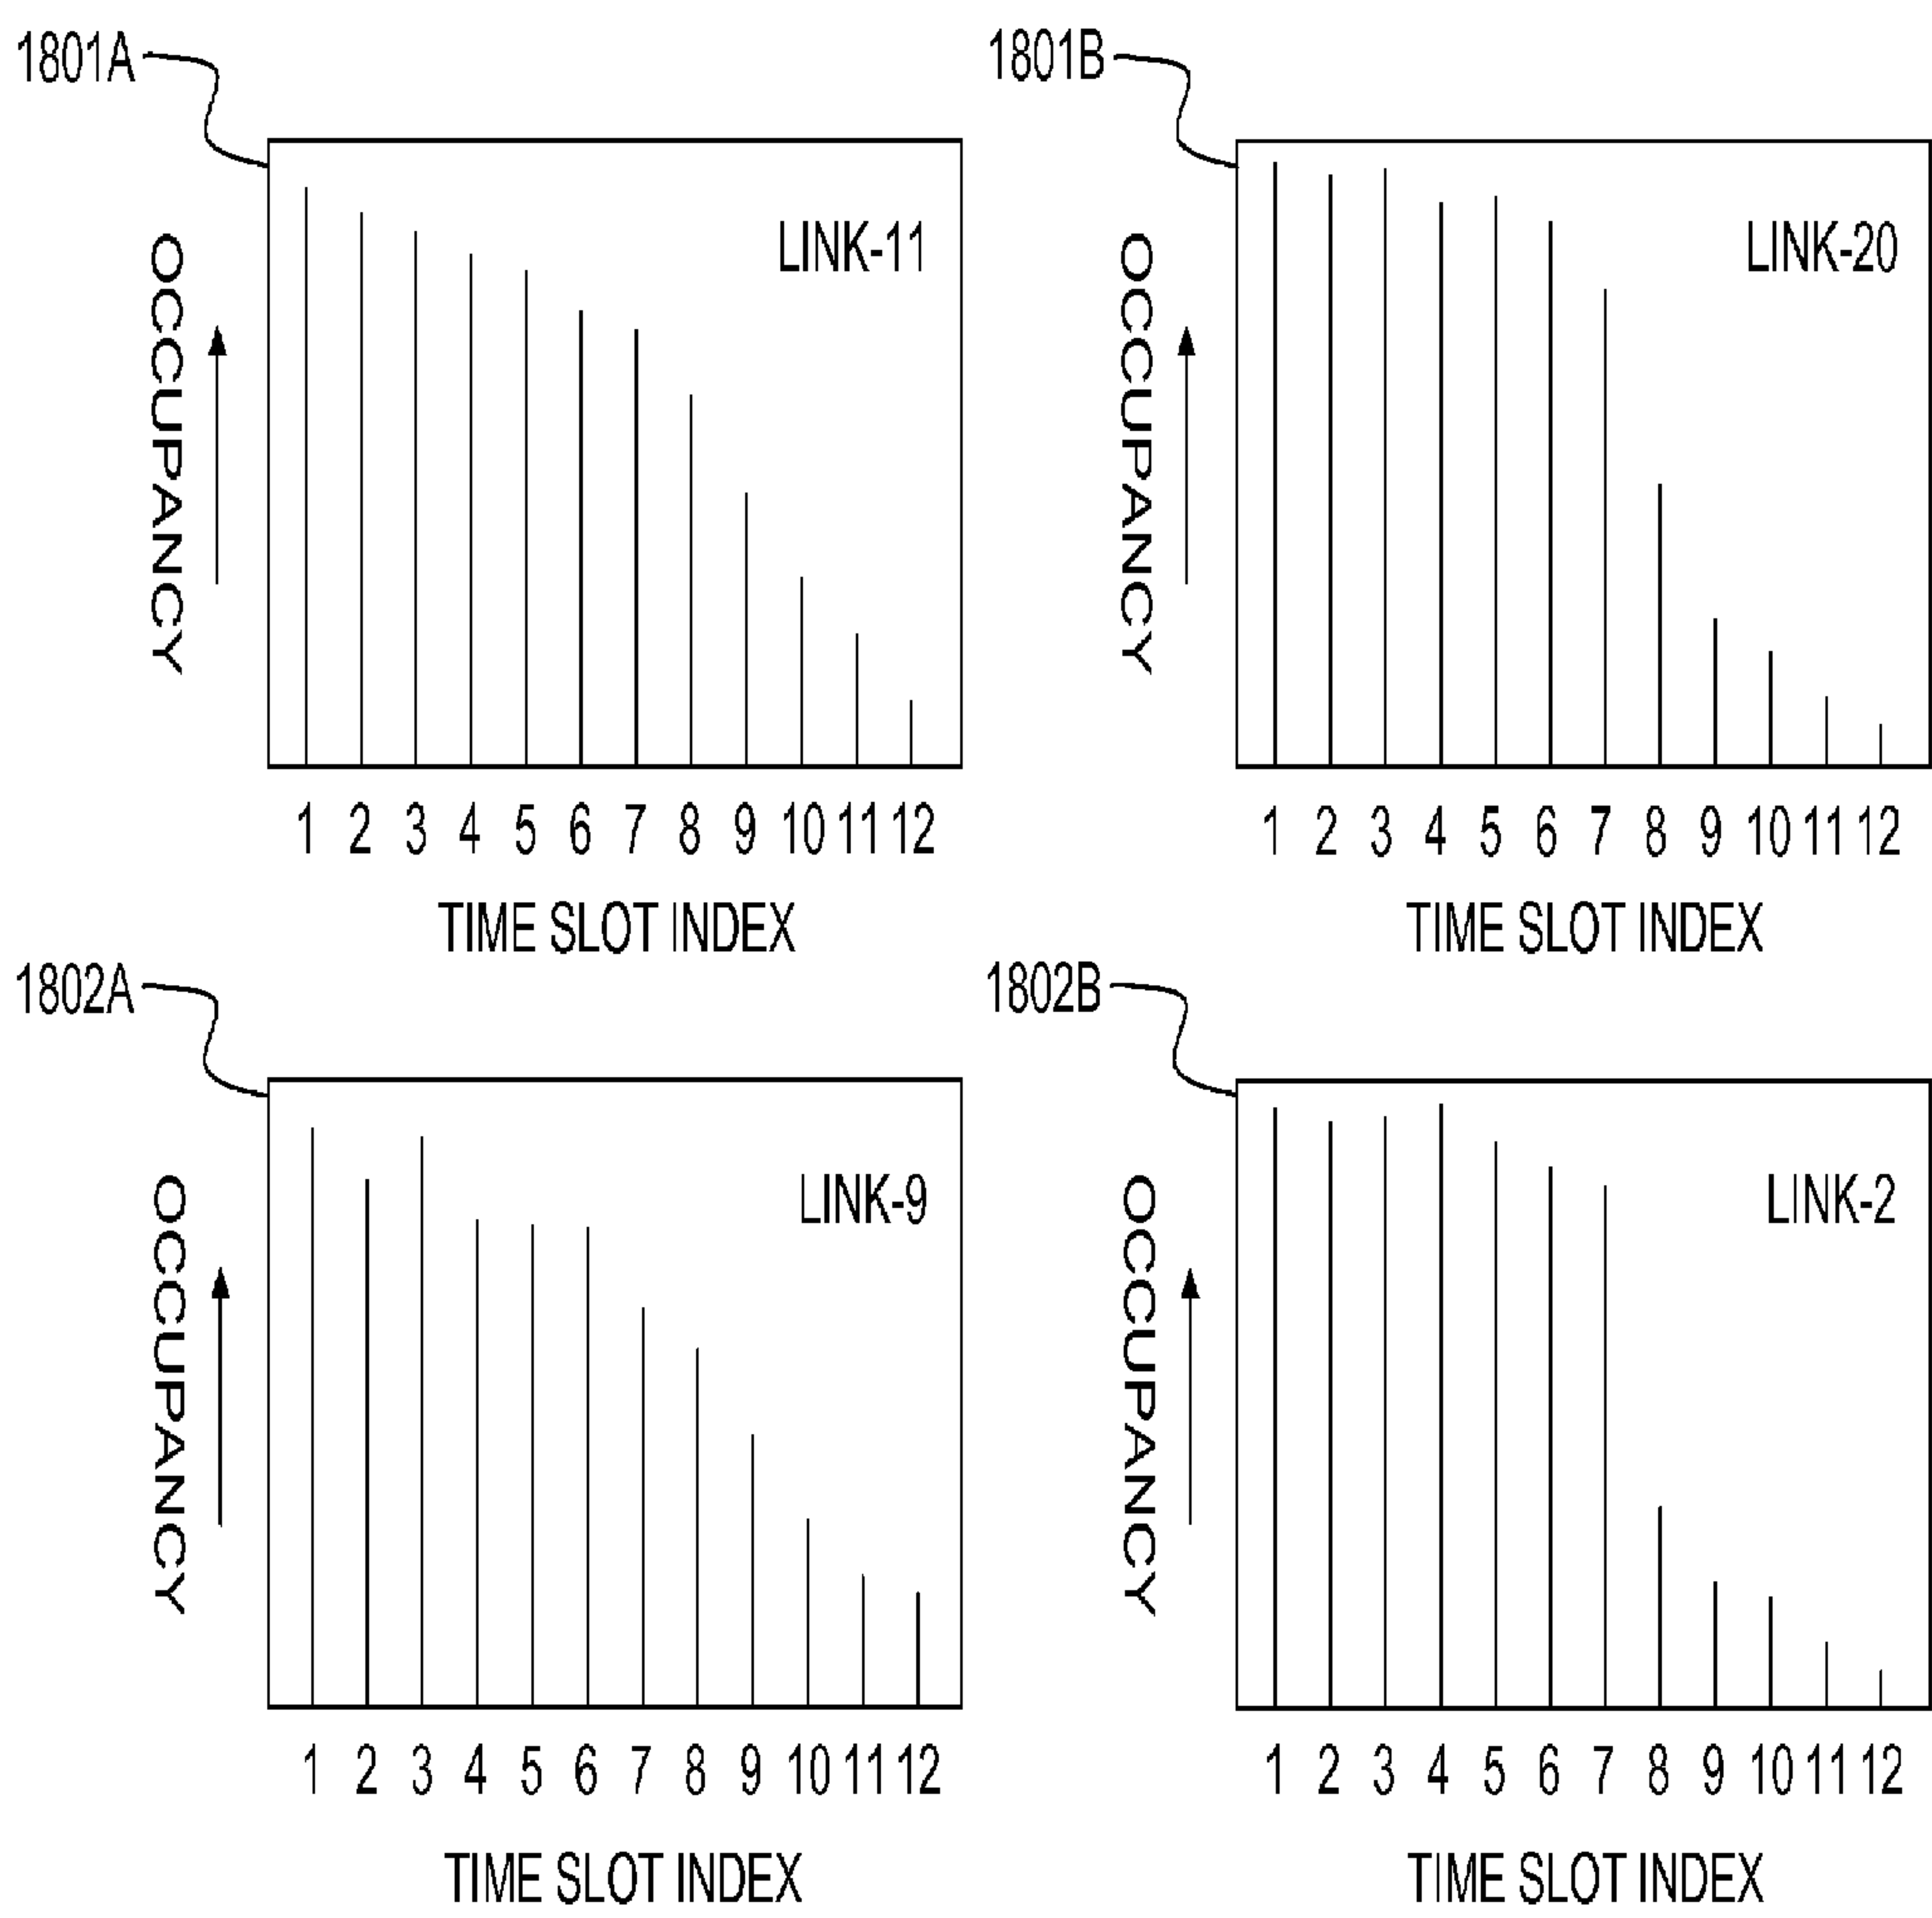 1801A
OCCUPANCY
LINK-11
1 2 3 4 5 6 7 8 9 10 11 12
TIME SLOT INDEX
1801B
OCCUPANCY
LINK-20
1 2 3 4 5 6 7 8 9 10 11 12
TIME SLOT INDEX
1802A
OCCUPANCY
LINK-9
1 2 3 4 5 6 7 8 9 10 11 12
TIME SLOT INDEX
1802B
OCCUPANCY
LINK-2
1 2 3 4 5 6 7 8 9 10 11 12
TIME SLOT INDEX